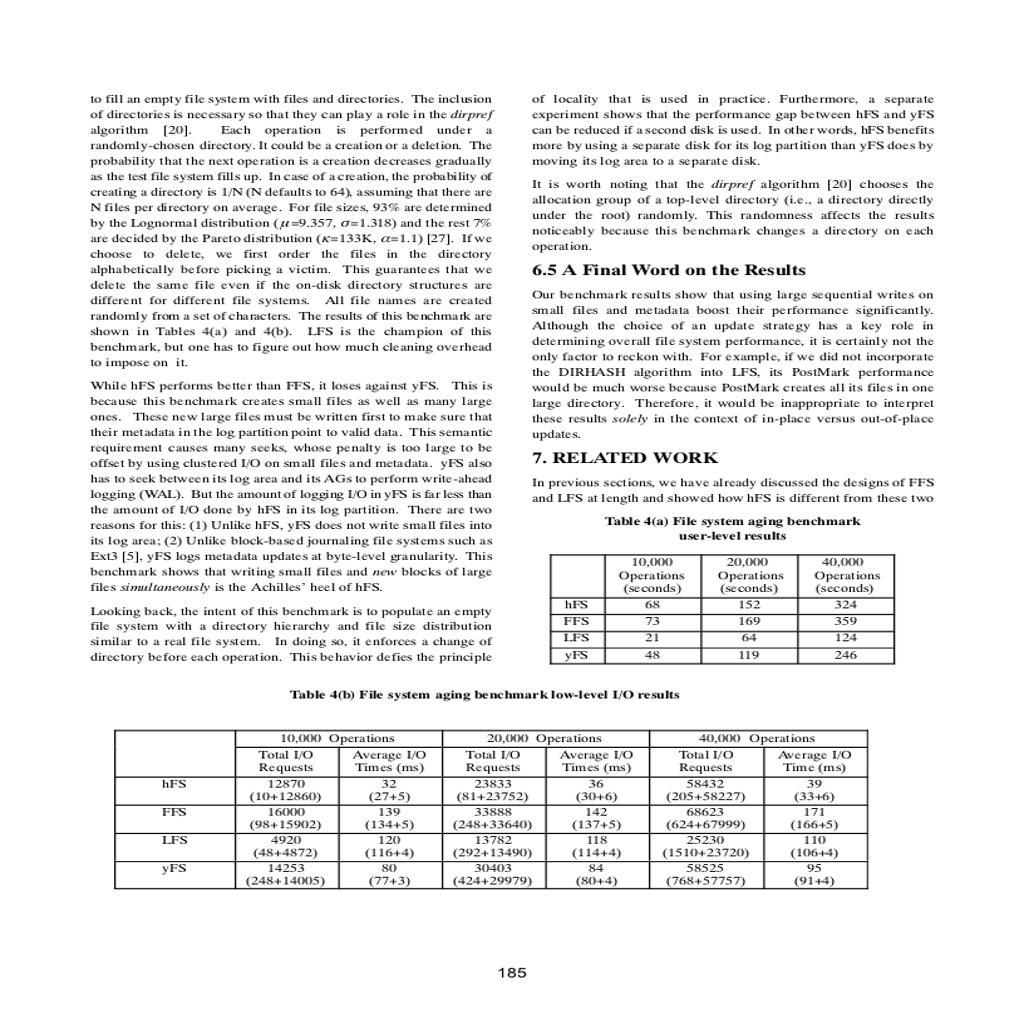 to fill an empty file system with files and directories. The inclusion
of directories is necessary so that they can play a role in the dirpref
algorithm [20]. Each operation is performed under a
randomly-chosen directory. It could be a creation or a deletion. The
probability that the next operation is a creation decreases gradually
as the test file system fills up. In case of a creation, the probability of
creating a directory is 1/N (N defaults to 64), assuming that there are
N files per directory on average. For file sizes, 93% are determined
by the Lognormal distribution (μ=9.357, σ=1.318) and the rest 7%
are decided by the Pareto distribution (κ=133K, α=1.1) [27]. If we
choose to delete, we first order the files in the directory
alphabetically before picking a victim. This guarantees that we
delete the same file even if the on-disk directory structures are
different for different file systems. All file names are created
randomly from a set of characters. The results of this benchmark are
shown in Tables 4(a) and 4(b). LFS is the champion of this
benchmark, but one has to figure out how much cleaning overhead
to impose on it.
While hFS performs better than FFS, it loses against yFS. This is
because this benchmark creates small files as well as many large
ones. These new large files must be written first to make sure that
their metadata in the log partition point to valid data. This semantic
requirement causes many seeks, whose penalty is too large to be
offset by using clustered I/O on small files and metadata. yFS also
has to seek between its log area and its AGs to perform write-ahead
logging (WAL). But the amount of logging I/O in yFS is far less than
the amount of I/O done by hFS in its log partition. There are two
reasons for this: (1) Unlike hFS, yFS does not write small files into
its log area; (2) Unlike block-based journaling file systems such as
Ext3 [5], yFS logs metadata updates at byte-level granularity. This
benchmark shows that writing small files and new blocks of large
files simultaneously is the Achilles' heel of hFS.
Looking back, the intent of this benchmark is to populate an empty
file system with a directory hierarchy and file size distribution
similar to a real file system. In doing so, it enforces a change of
directory before each operation. This behavior defies the principle
of locality that is used in practice. Furthermore, a separate
experiment shows that the performance gap between hFS and yFS
can be reduced if a second disk is used. In other words, hFS benefits
more by using a separate disk for its log partition than yFS does by
moving its log area to a separate disk.
It is worth noting that the dirpref algorithm [20] chooses the
allocation group of a top-level directory (i.e., a directory directly
under the root) randomly. This randomness affects the results
noticeably because this benchmark changes a directory on each
operation.
6.5 A Final Word on the Results
Our benchmark results show that using large sequential writes on
small files and metadata boost their performance significantly.
Although the choice of an update strategy has a key role in
determining overall file system performance, it is certainly not the
only factor to reckon with. For example, if we did not incorporate
the DIRHASH algorithm into LFS, its PostMark performance
would be much worse because PostMark creates all its files in one
large directory. Therefore, it would be inappropriate to interpret
these results solely in the context of in-place versus out-of-place
updates.
7. RELATED WORK
In previous sections, we have already discussed the designs of FFS
and LFS at length and showed how hFS is different from these two
Table 4(a) File system aging benchmark
user-level results
10,000 20,000 40,000
Operations Operations Operations
(seconds) (seconds) (seconds)
hFS 68 152 324
FFS 73 169 359
LFS 21 64 124
yFS 48 119 246
Table 4(b) File system aging benchmark low-level I/O results
10,000 Operations 20,000 Operations 40,000 Operations
Total I/O Average I/O Total I/O Average I/O Total I/O Average I/O
Requests Times (ms) Requests Times (ms) Requests Time (ms)
hFS 12870 32 23833 36 58432 39
(10+12860) (27+5) (81+23752) (30+6) (205+58227) (33+6)
FFS 16000 139 33888 142 68623 171
(98+15902) (134+5) (248+33640) (137+5) (624+67999) (166+5)
LFS 4920 120 13782 118 25230 110
(48+4872) (116+4) (292+13490) (114+4) (1510+23720) (106+4)
yFS 14253 80 30403 84 58525 95
(248+14005) (77+3) (424+29979) (80+4) (768+57757) (91+4)
185